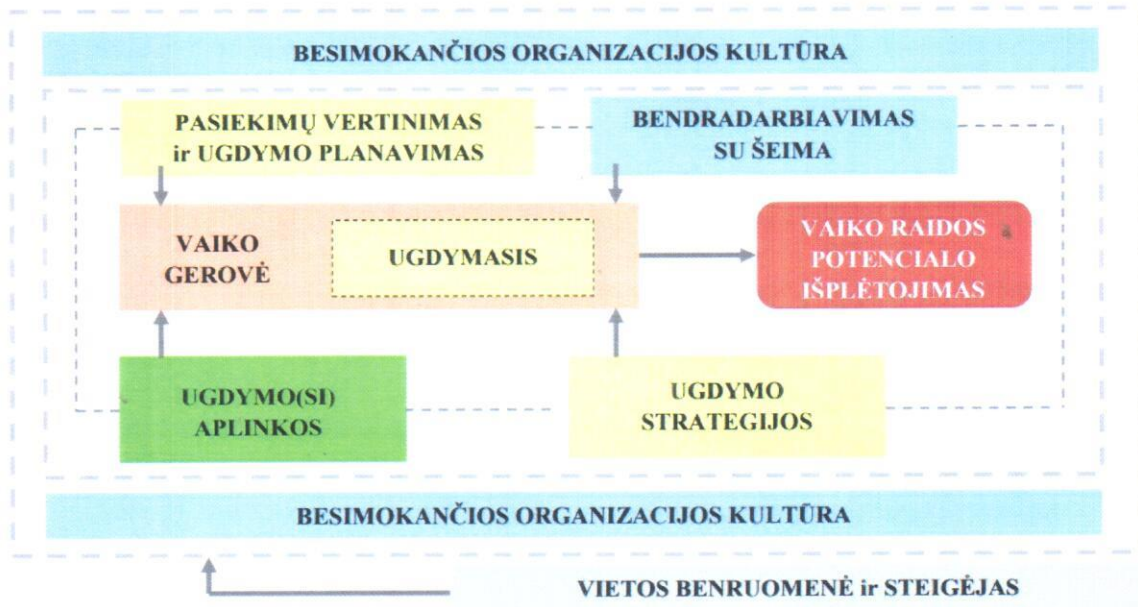 BESIMOKANČIOS ORGANIZACIJOS KULTŪRA
PASIEKIMŲ VERTINIMAS
ir UGDYMO PLANAVIMAS
BENDRADARBIAVIMAS
SU ŠEIMA
VAIKO
GEROVĖ
UGDYMASIS
VAIKO RAIDOS
POTENCIALO
IŠPLĖTOJIMAS
UGDYMO(SI)
APLINKOS
UGDYMO
STRATEGIJOS
BESIMOKANČIOS ORGANIZACIJOS KULTŪRA
VIETOS BENRUOMENĖ ir STEIGĖJAS